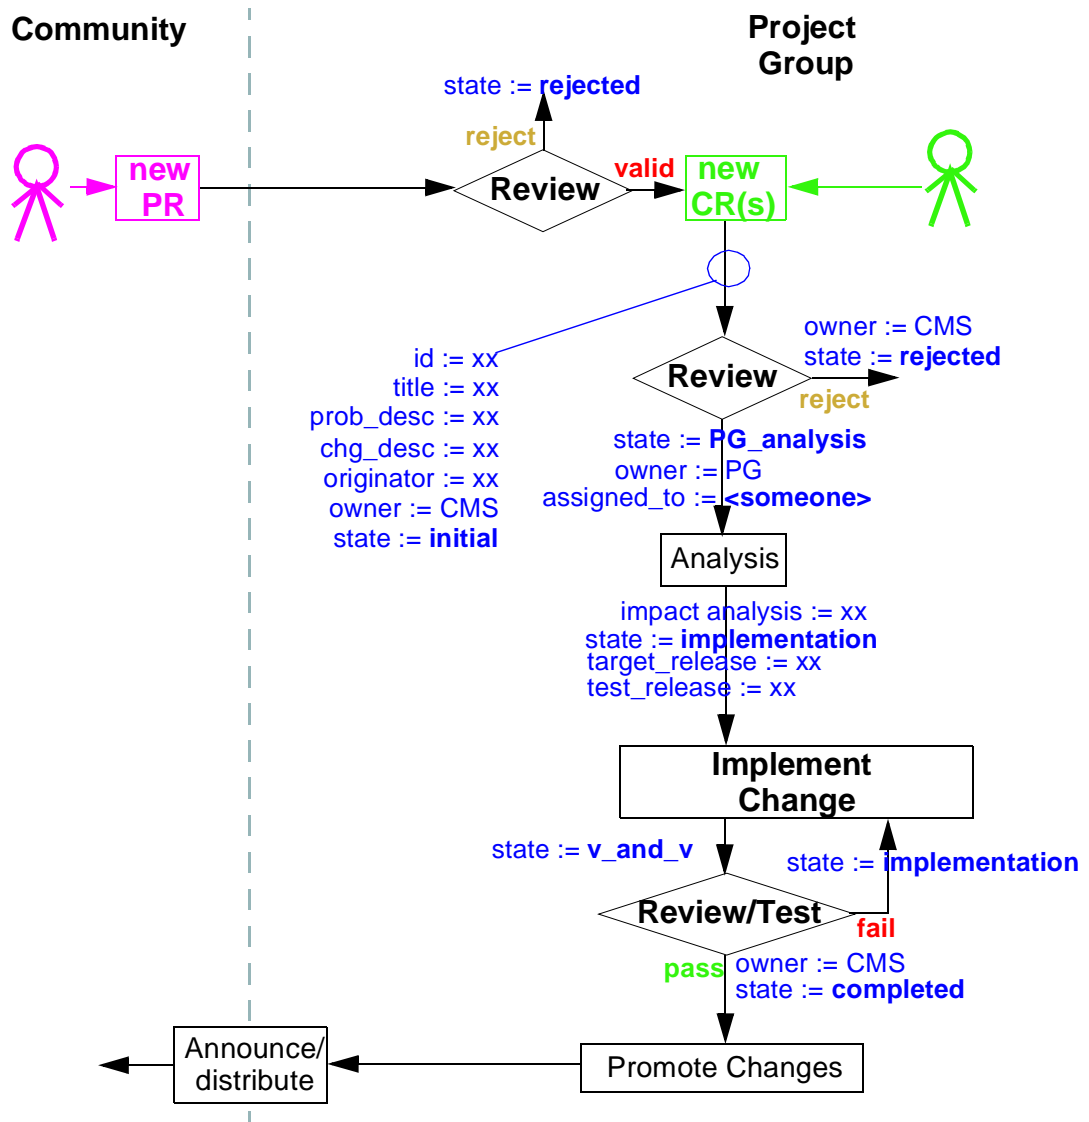 Community
Project
Group
state := rejected
reject
new
PR
Review
valid
new
CR(s)
id := xx
title := xx
prob_desc := xx
chg_desc := xx
originator := xx
owner := CMS
state := initial
owner := CMS
state := rejected
Review
reject
state := PG_analysis
owner := PG
assigned_to := <someone>
Analysis
impact analysis := xx
state := implementation
target_release := xx
test_release := xx
Implement
Change
state := v_and_v
state := implementation
Review/Test
fail
pass
owner := CMS
state := completed
Announce/
distribute
Promote Changes